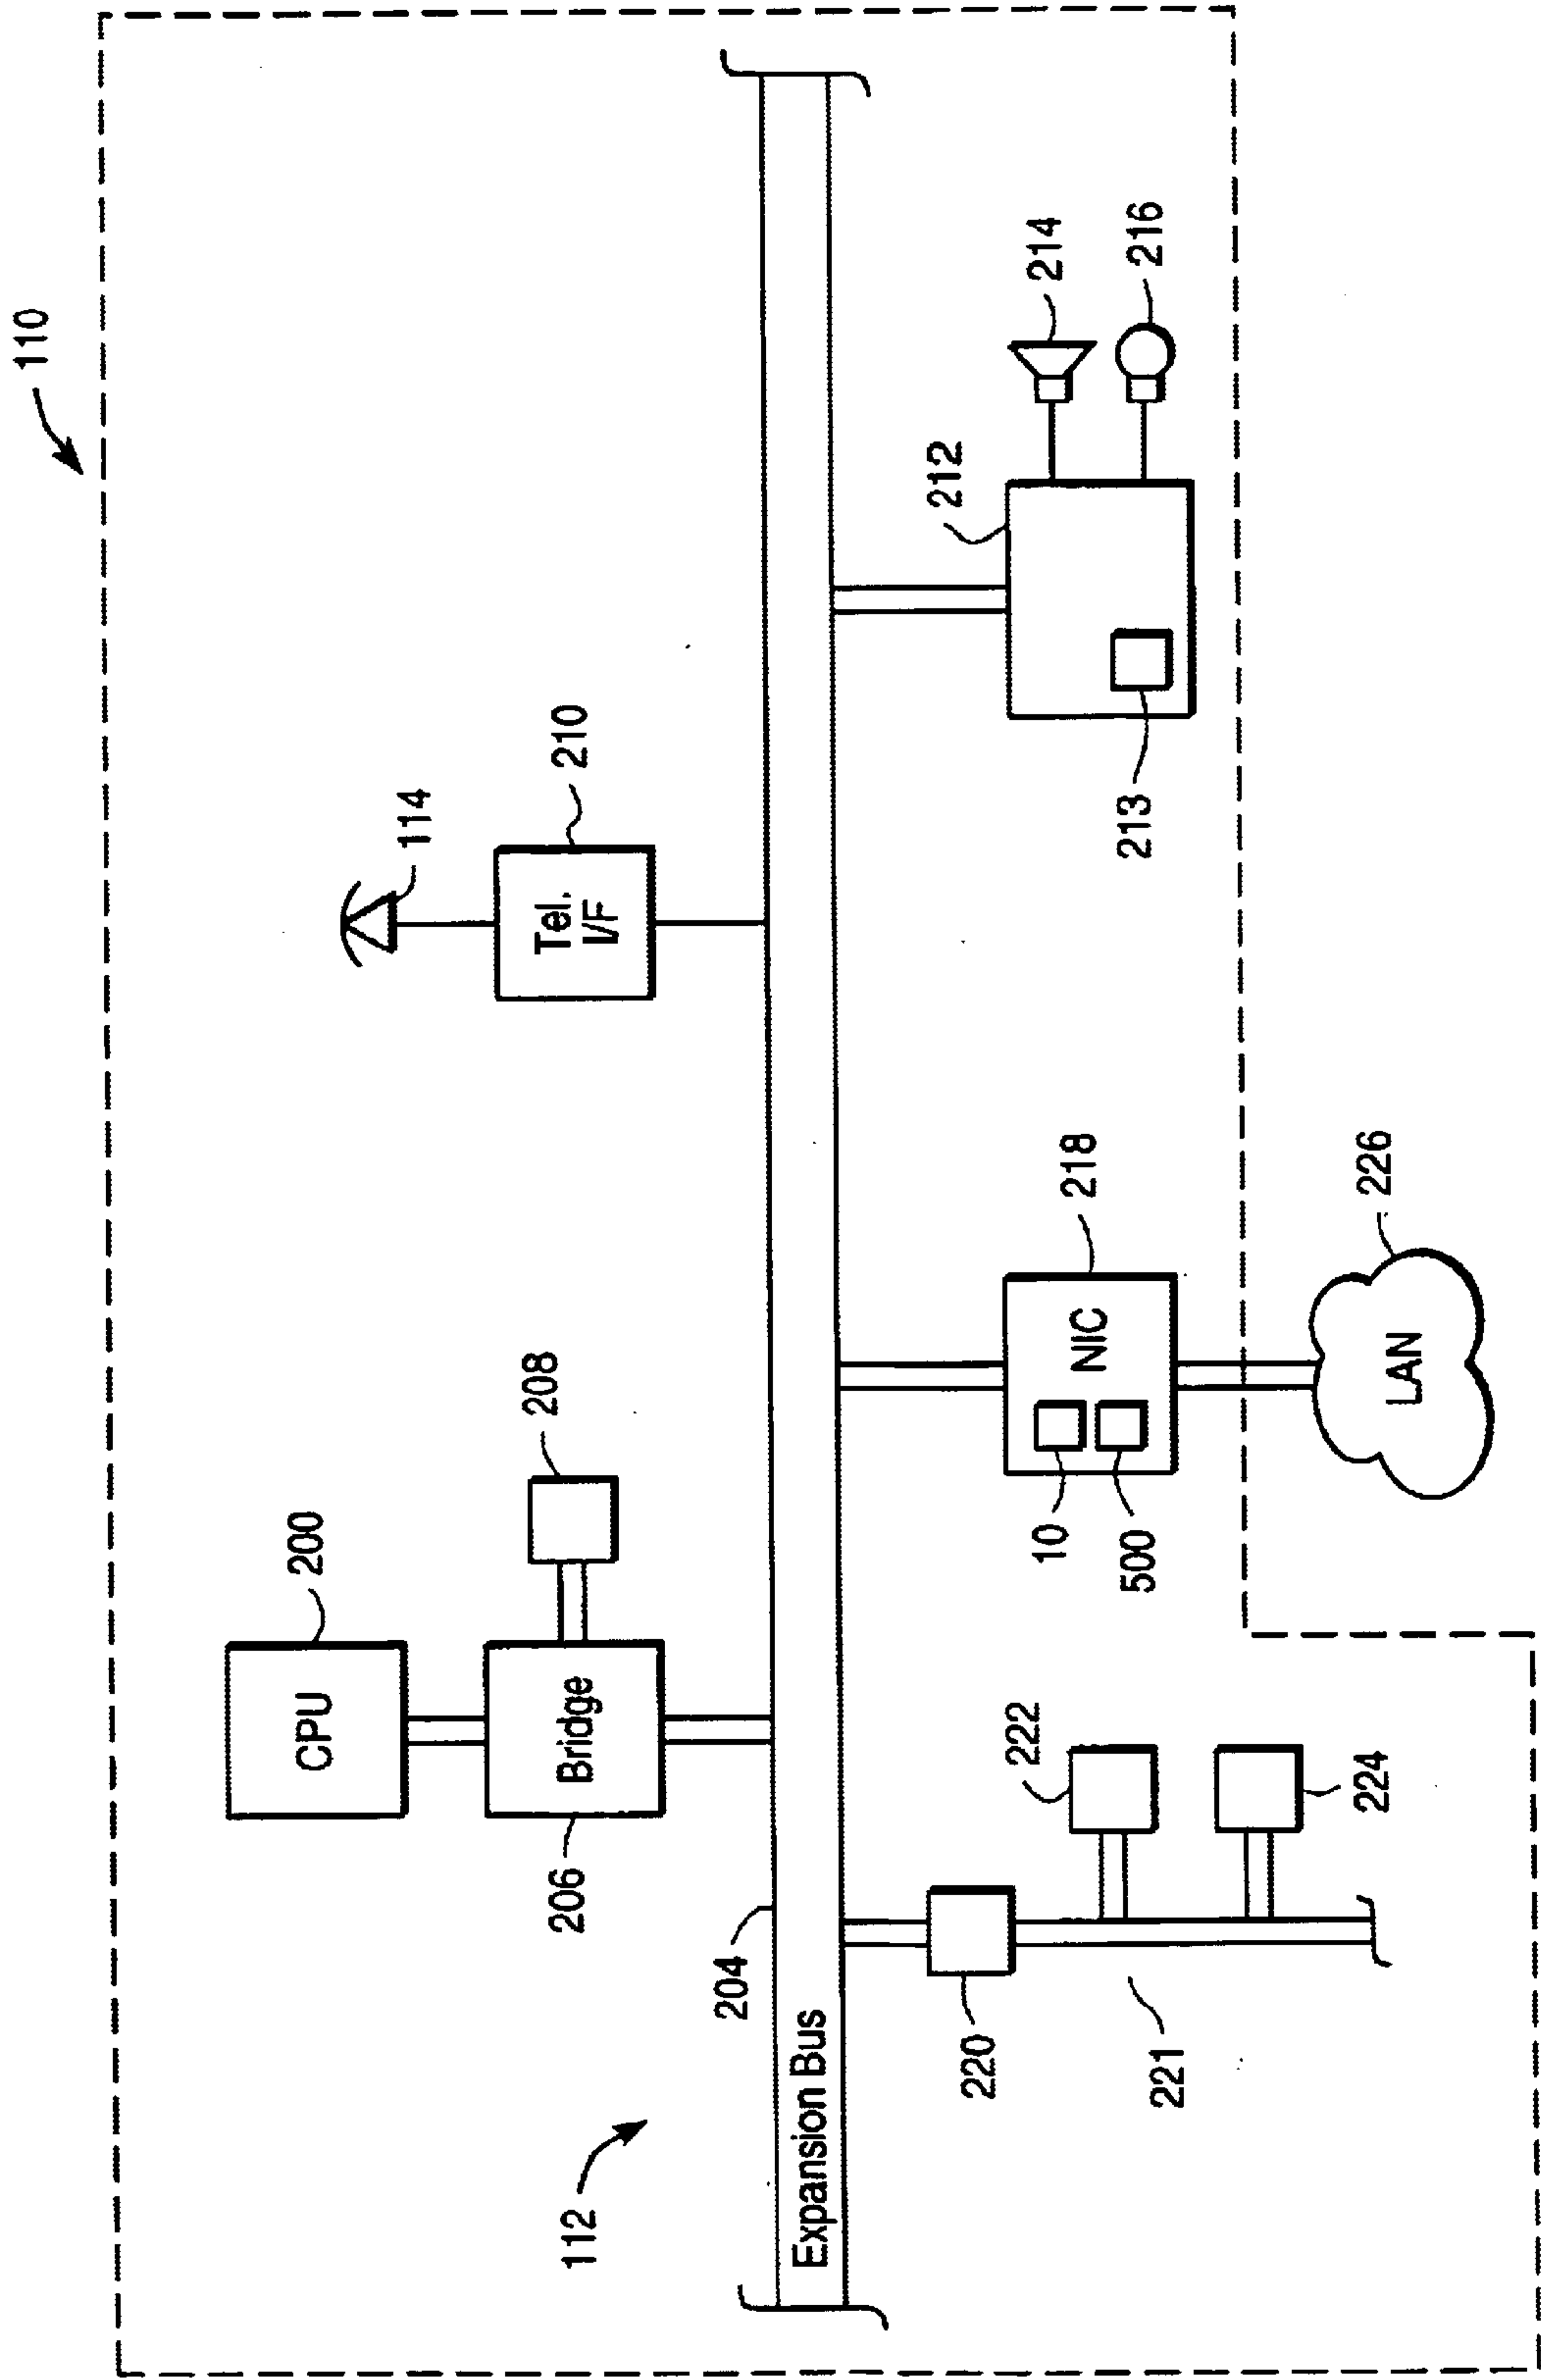 110
114
Tel.
I/F
210
CPU
200
Bridge
206
208
112
204
Expansion Bus
212
214
216
213
NIC
218
10
500
LAN
226
220
221
222
224